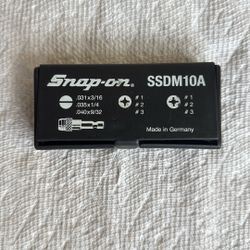 Snap-on® SSDM10A
.031x3/16 # 1 # 1
.035x1/4 # 2 # 2
.040x9/32 # 3 # 3
Made in Germany